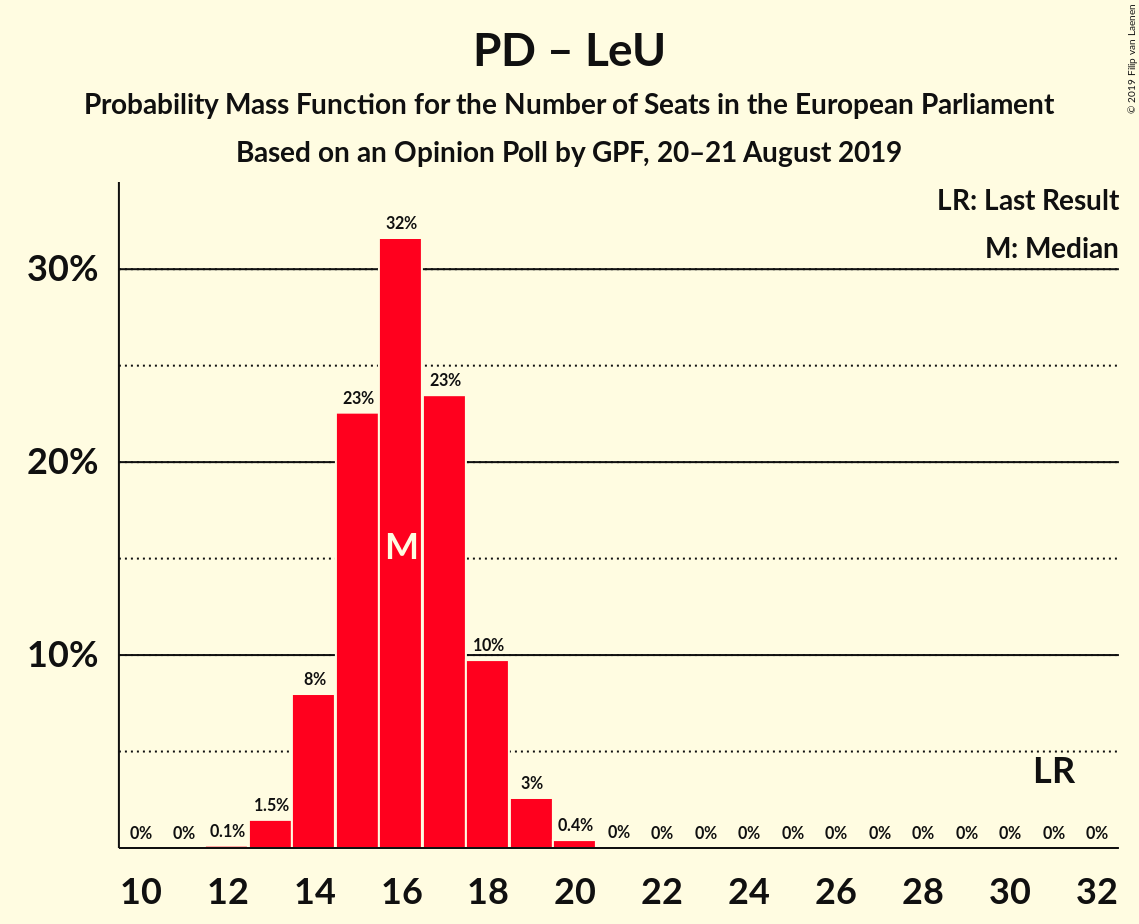 PD – LeU
Probability Mass Function for the Number of Seats in the European Parliament
Based on an Opinion Poll by GPF, 20–21 August 2019
© 2019 Filip van Laenen
LR: Last Result
M: Median
30%
20%
10%
0% 0% 0.1% 1.5% 8% 23% 32% 23% 10% 3% 0.4% 0% 0% 0% 0% 0% 0% 0% 0% 0% 0% 0% 0%
M
LR
10 12 14 16 18 20 22 24 26 28 30 32